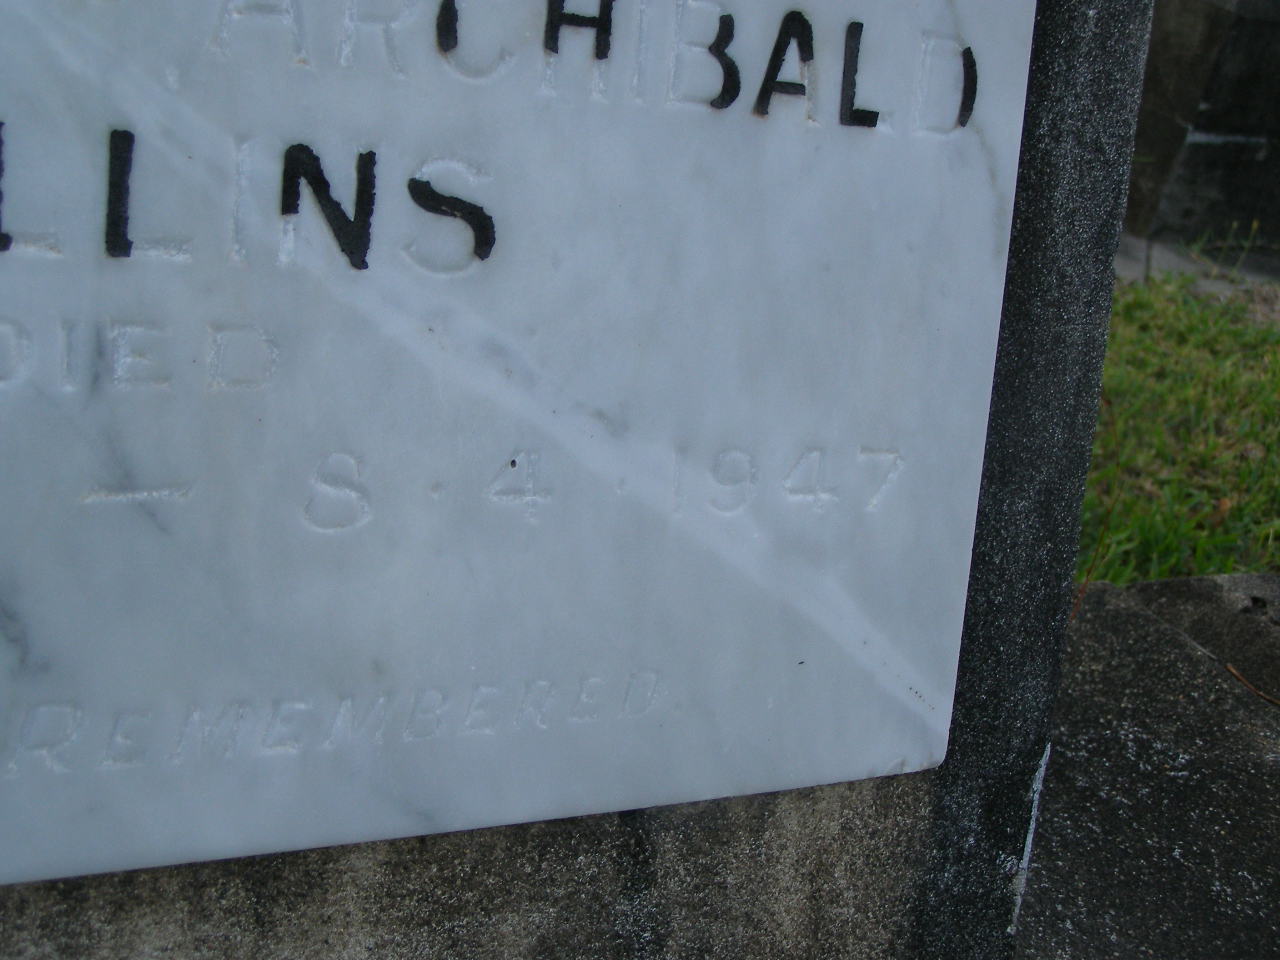 ARCHIBALD
LLINS
DIED
— 8 · 4 · 1947
REMEMBERED.